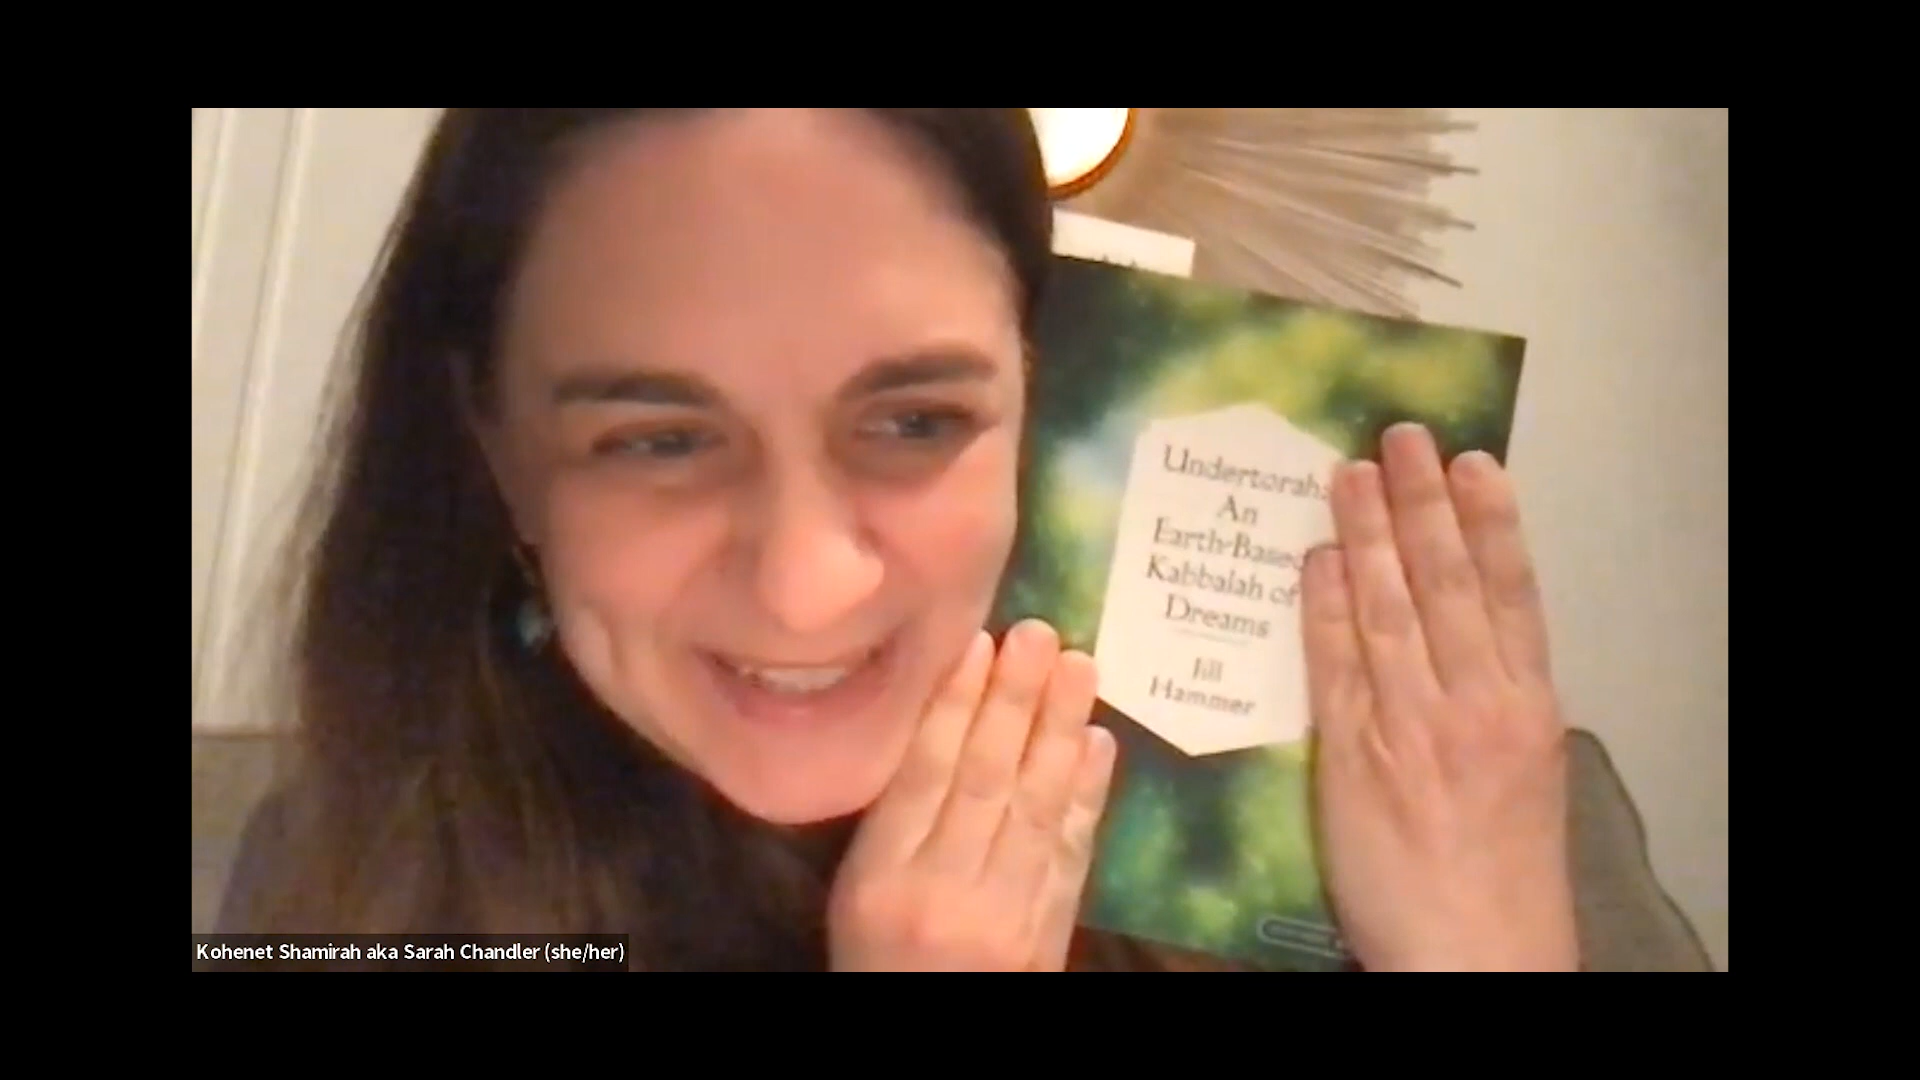 Undertorah:
An
Earth-Based
Kabbalah of
Dreams
Jill
Hammer
Kohenet Shamirah aka Sarah Chandler (she/her)